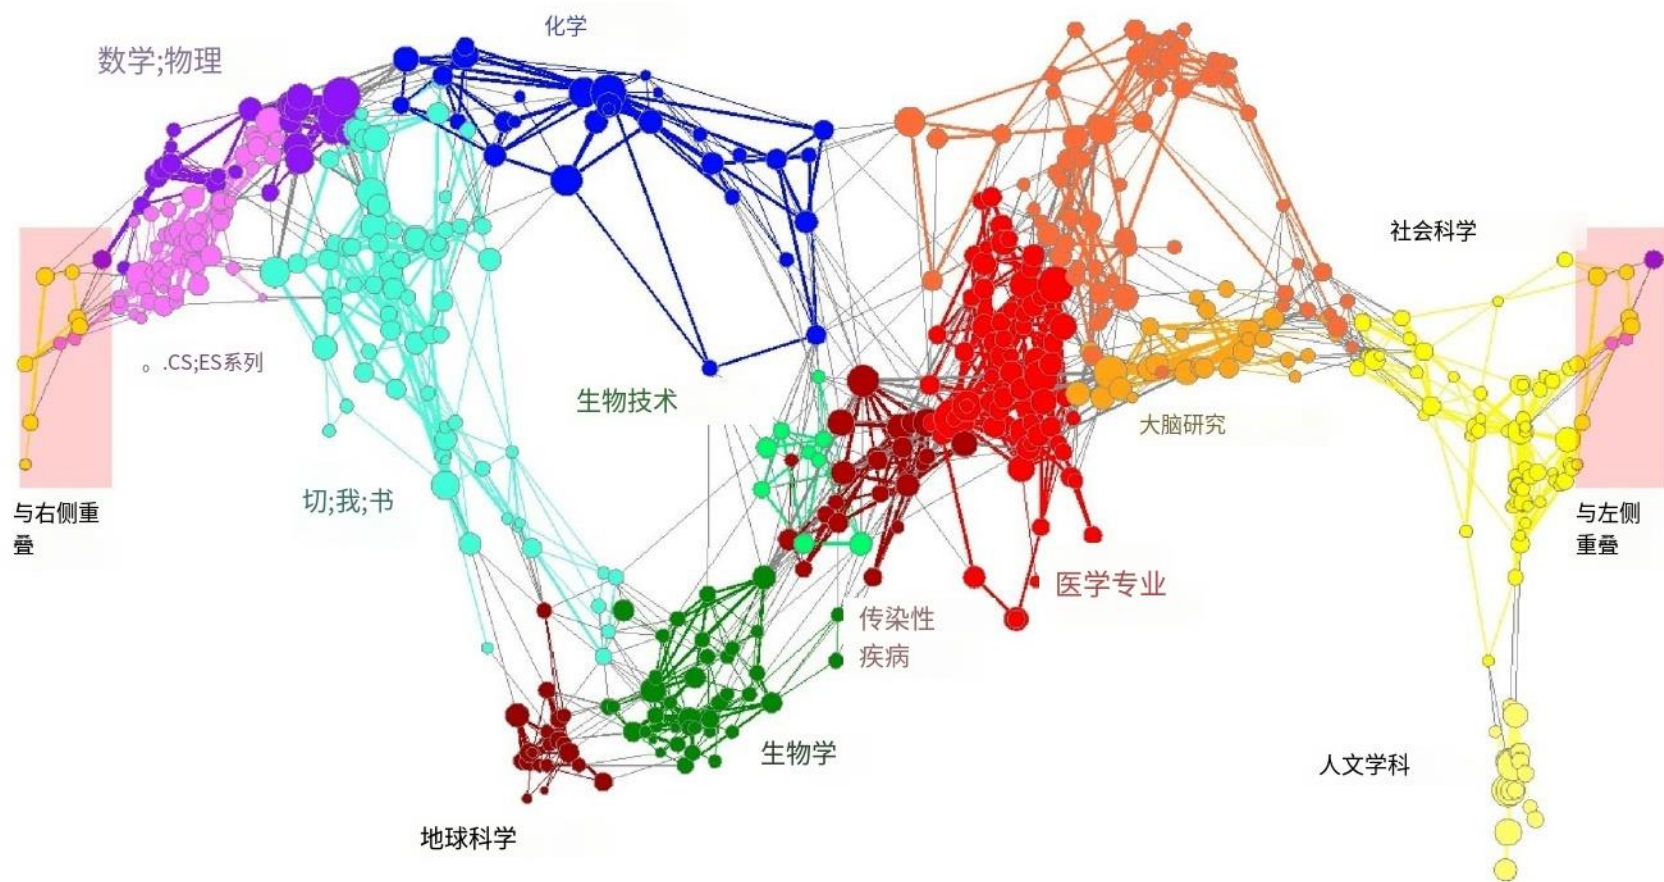 化学
数学;物理
社会科学
。.CS;ES系列
生物技术
大脑研究
切;我;书
与右侧重
叠
与左侧
重叠
医学专业
传染性
疾病
生物学
人文学科
地球科学